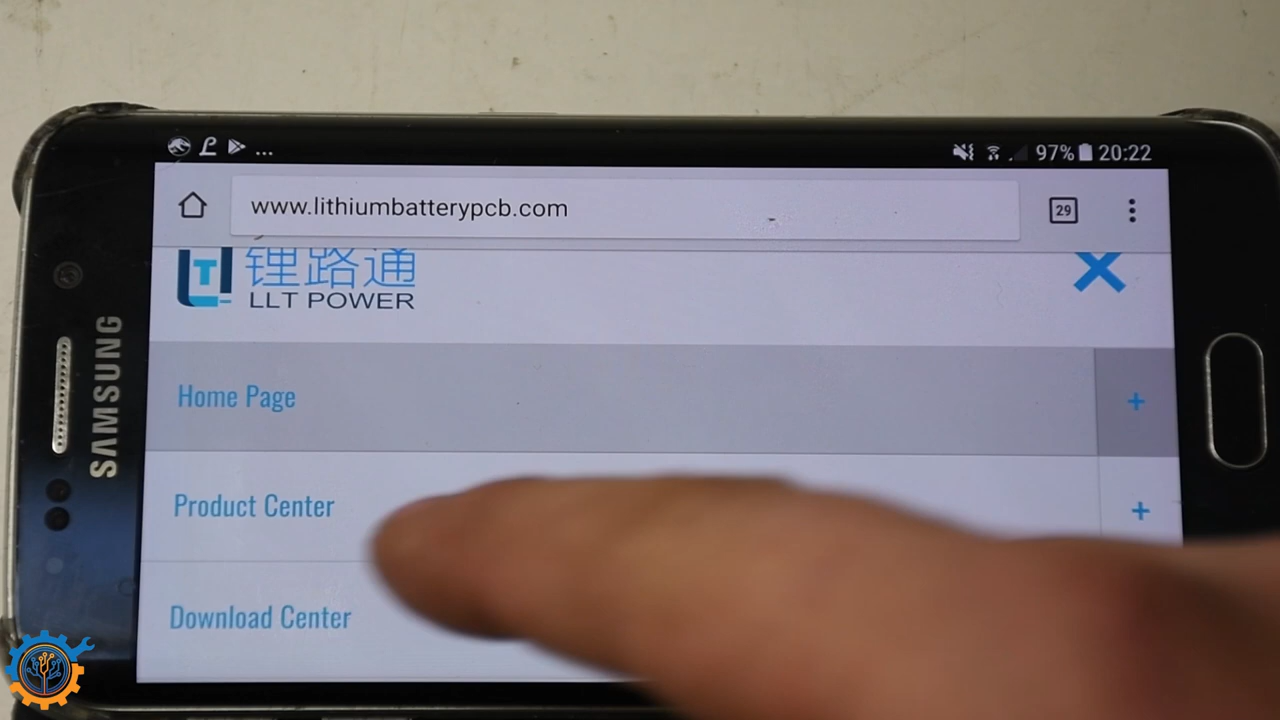 ... 97% 20:22
www.lithiumbatterypcb.com 29
LT 锂路通
LLT POWER
Home Page +
Product Center +
Download Center
SAMSUNG